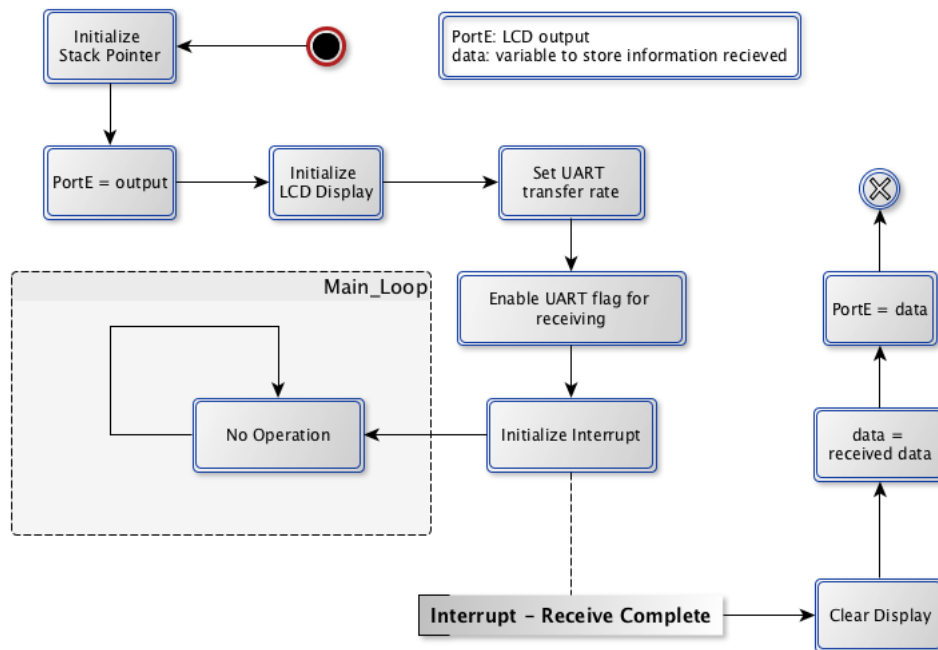 Initialize
Stack Pointer
PortE: LCD output
data: variable to store information recieved
PortE = output
Initialize
LCD Display
Set UART
transfer rate
Main_Loop
Enable UART flag for
receiving
PortE = data
No Operation
Initialize Interrupt
data =
received data
Interrupt – Receive Complete
Clear Display